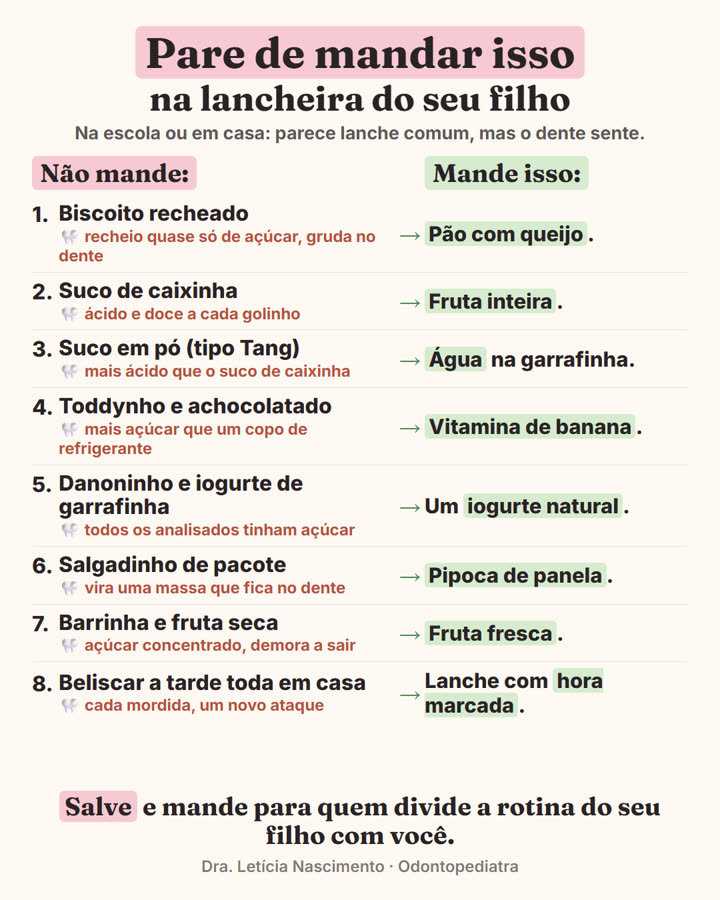 Pare de mandar isso
na lancheira do seu filho
Na escola ou em casa: parece lanche comum, mas o dente sente.
Não mande:
Mande isso:
1. Biscoito recheado
recheio quase só de açúcar, gruda no
dente
→ Pão com queijo.
2. Suco de caixinha
ácido e doce a cada golinho
→ Fruta inteira.
3. Suco em pó (tipo Tang)
mais ácido que o suco de caixinha
→ Água na garrafinha.
4. Toddynho e achocolatado
mais açúcar que um copo de
refrigerante
→ Vitamina de banana.
5. Danoninho e iogurte de
garrafinha
todos os analisados tinham açúcar
→ Um iogurte natural.
6. Salgadinho de pacote
vira uma massa que fica no dente
→ Pipoca de panela.
7. Barrinha e fruta seca
açúcar concentrado, demora a sair
→ Fruta fresca.
8. Beliscar a tarde toda em casa
cada mordida, um novo ataque
→ Lanche com hora
marcada.
Salve e mande para quem divide a rotina do seu
filho com você.
Dra. Letícia Nascimento · Odontopediatra